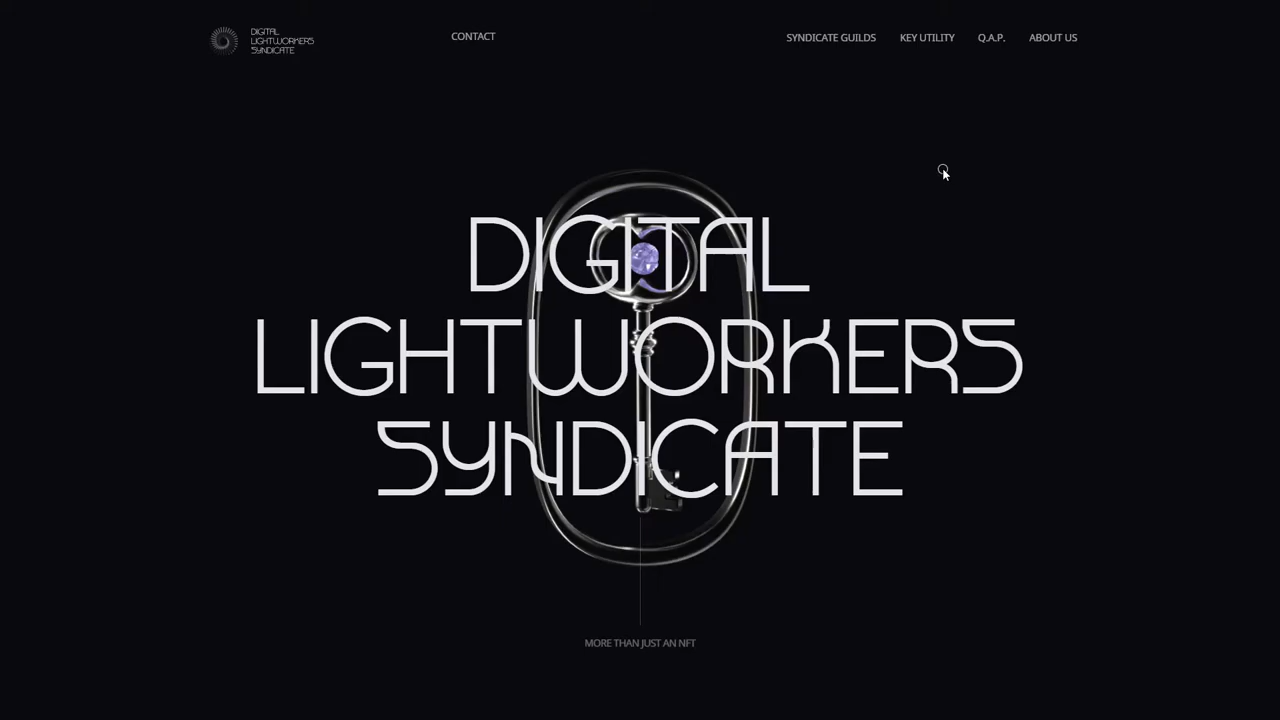 DIGITAL
LIGHTWORKERS
SYNDICATE
CONTACT
SYNDICATE GUILDS
KEY UTILITY
Q.A.P.
ABOUT US
DIGITAL
LIGHTWORKERS
SYNDICATE
MORE THAN JUST AN NFT